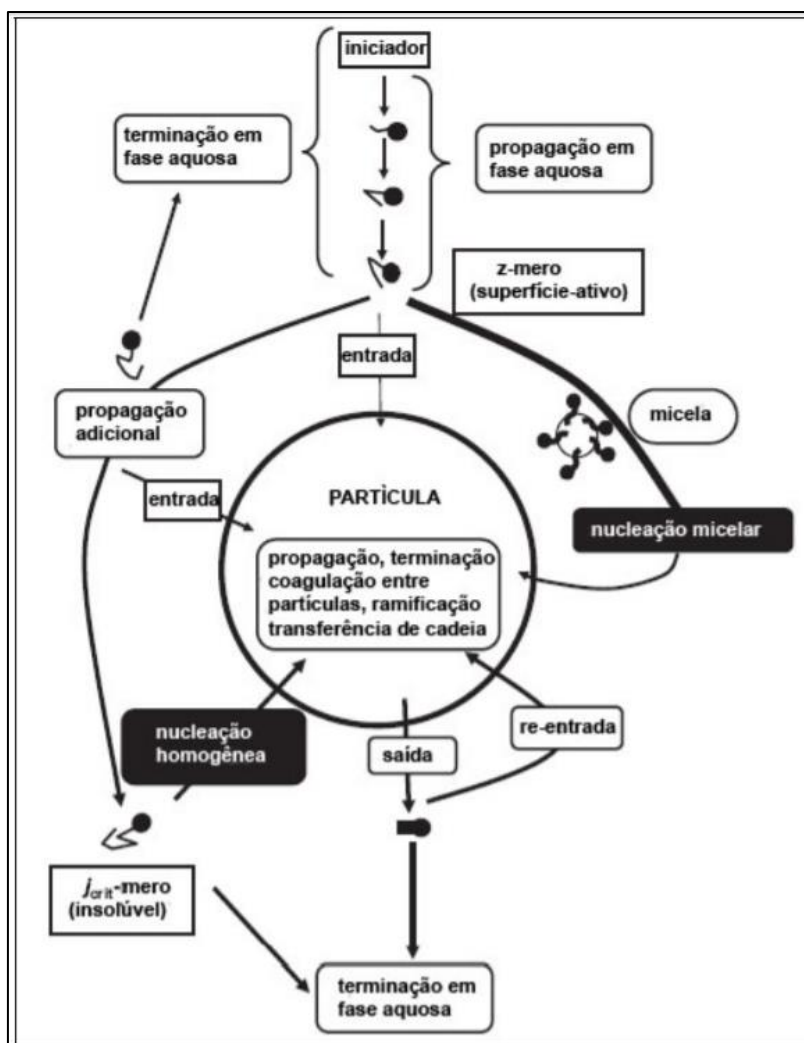 iniciador
terminação em
fase aquosa
propagação em
fase aquosa
z-mero
(superfície-ativo)
entrada
micela
propagação
adicional
entrada
PARTÌCULA
nucleação micelar
propagação, terminação
coagulação entre
partículas, ramificação
transferência de cadeia
nucleação
homogênea
saída
re-entrada
jcrit-mero
(insolúvel)
terminação em
fase aquosa